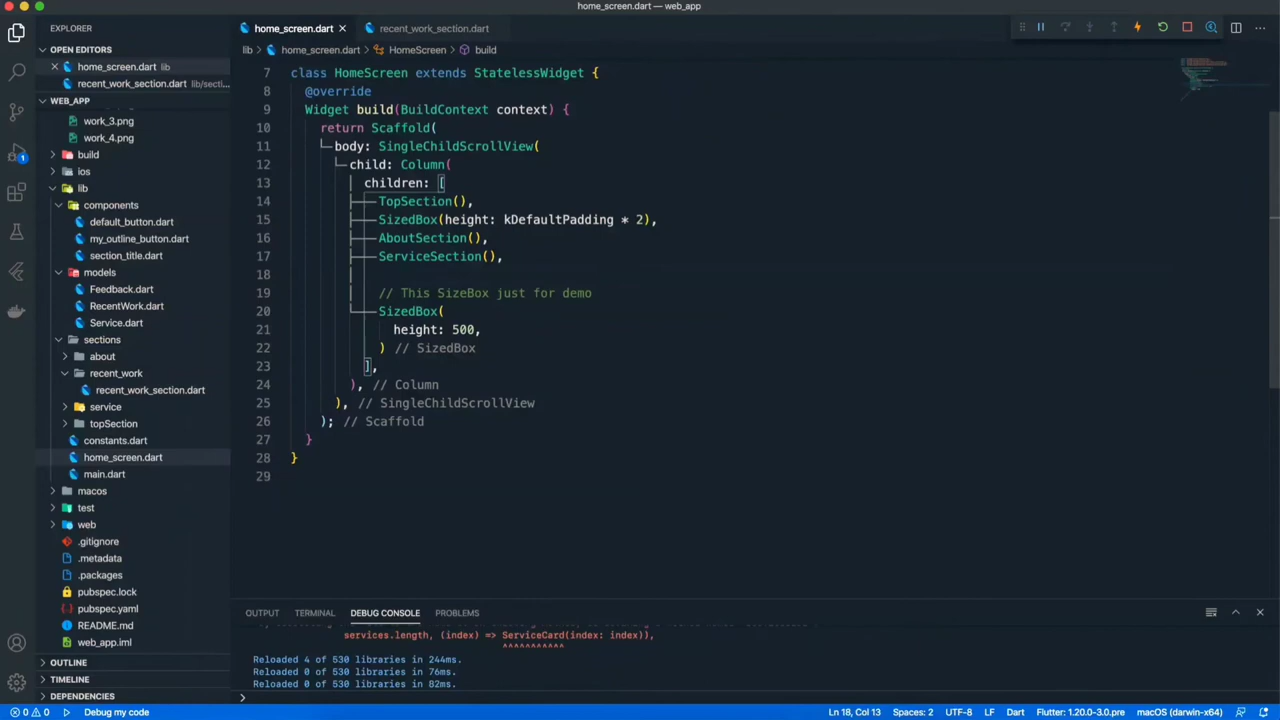 home_screen.dart — web_app
EXPLORER
OPEN EDITORS
home_screen.dart lib
recent_work_section.dart lib/secti...
WEB_APP
work_3.png
work_4.png
build
ios
lib
components
default_button.dart
my_outline_button.dart
section_title.dart
models
Feedback.dart
RecentWork.dart
Service.dart
sections
about
recent_work
recent_work_section.dart
service
topSection
constants.dart
home_screen.dart
main.dart
macos
test
web
.gitignore
.metadata
.packages
pubspec.lock
pubspec.yaml
README.md
web_app.iml
OUTLINE
TIMELINE
DEPENDENCIES
1
home_screen.dart
recent_work_section.dart
lib > home_screen.dart > HomeScreen > build
7 class HomeScreen extends StatelessWidget {
8 @override
9 Widget build(BuildContext context) {
10 return Scaffold(
11 body: SingleChildScrollView(
12 child: Column(
13 children: [
14 TopSection(),
15 SizedBox(height: kDefaultPadding * 2),
16 AboutSection(),
17 ServiceSection(),
18
19 // This SizeBox just for demo
20 SizedBox(
21 height: 500,
22 ) // SizedBox
23 ],
24 ), // Column
25 ), // SingleChildScrollView
26 ); // Scaffold
27 }
28 }
29
OUTPUT TERMINAL DEBUG CONSOLE PROBLEMS
services.length, (index) => ServiceCard(index: index)),
^^^^^^^^^^^
Reloaded 4 of 530 libraries in 244ms.
Reloaded 0 of 530 libraries in 76ms.
Reloaded 0 of 530 libraries in 82ms.
>
0 0 Debug my code Ln 18, Col 13 Spaces: 2 UTF-8 LF Dart Flutter: 1.20.0-3.0.pre macOS (darwin-x64)